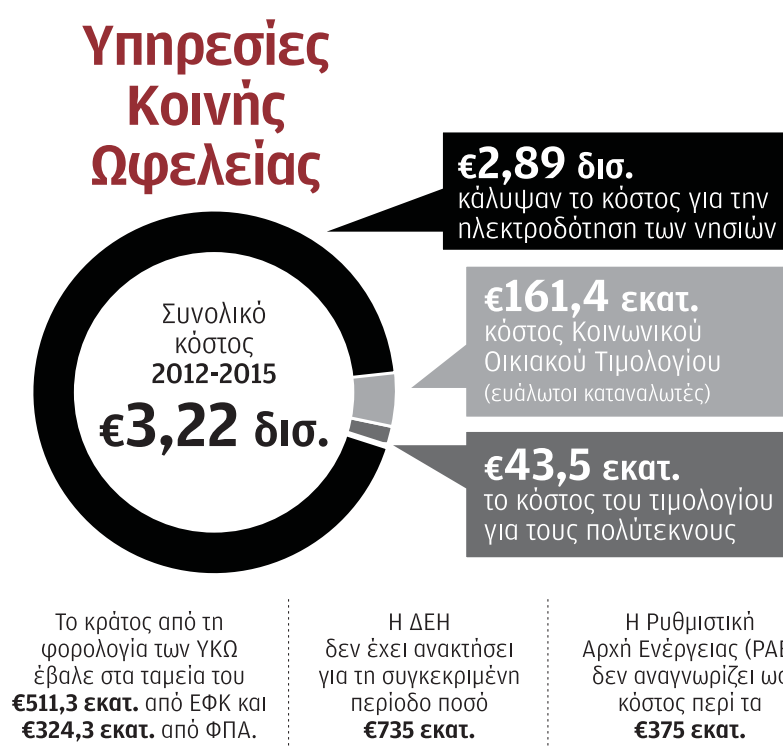 Υπηρεσίες
Κοινής
Ωφελείας
€2,89 δισ.
κάλυψαν το κόστος για την
ηλεκτροδότηση των νησιών
€161,4 εκατ.
κόστος Κοινωνικού
Οικιακού Τιμολογίου
(ευάλωτοι καταναλωτές)
€43,5 εκατ.
το κόστος του τιμολογίου
για τους πολύτεκνους
Συνολικό
κόστος
2012-2015
€3,22 δισ.
Το κράτος από τη
φορολογία των ΥΚΩ
έβαλε στα ταμεία του
€511,3 εκατ. από ΕΦΚ και
€324,3 εκατ. από ΦΠΑ.
Η ΔΕΗ
δεν έχει ανακτήσει
για τη συγκεκριμένη
περίοδο ποσό
€735 εκατ.
Η Ρυθμιστική
Αρχή Ενέργειας
δεν αναγνωρίζει
κόστος περί τα
€375 εκατ.